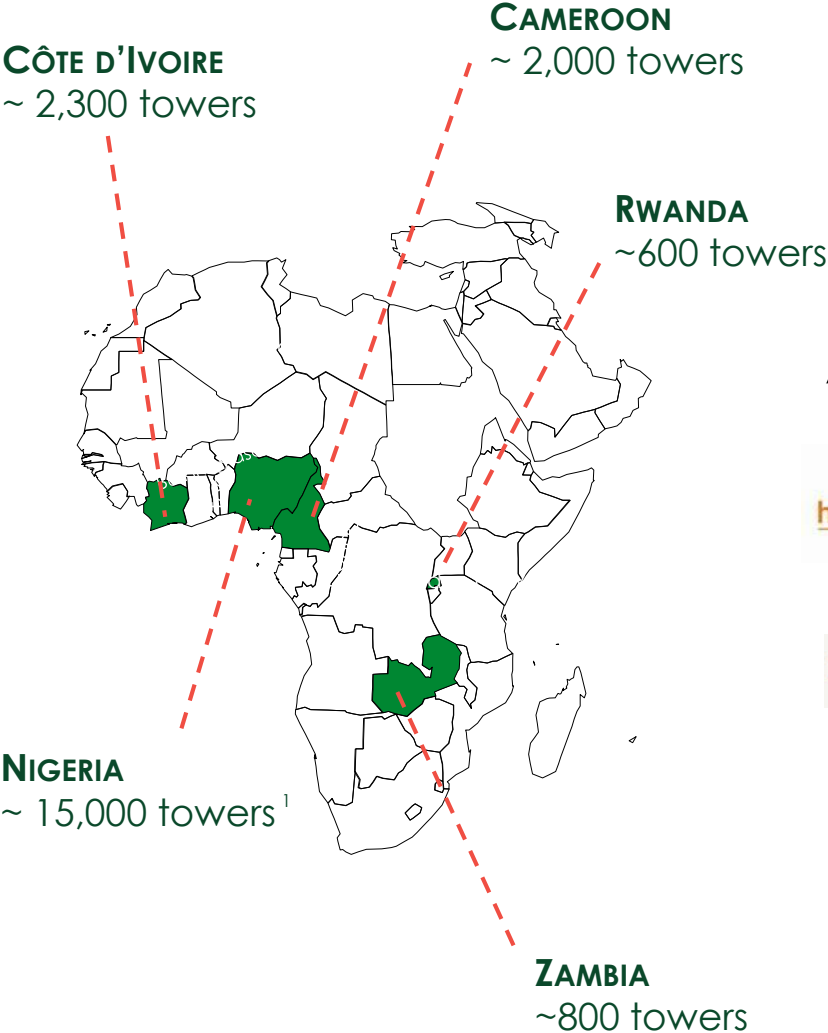 CAMEROON
~ 2,000 towers
CÔTE D'IVOIRE
~ 2,300 towers
RWANDA
~600 towers
NIGERIA
~ 15,000 towers 1
ZAMBIA
~800 towers